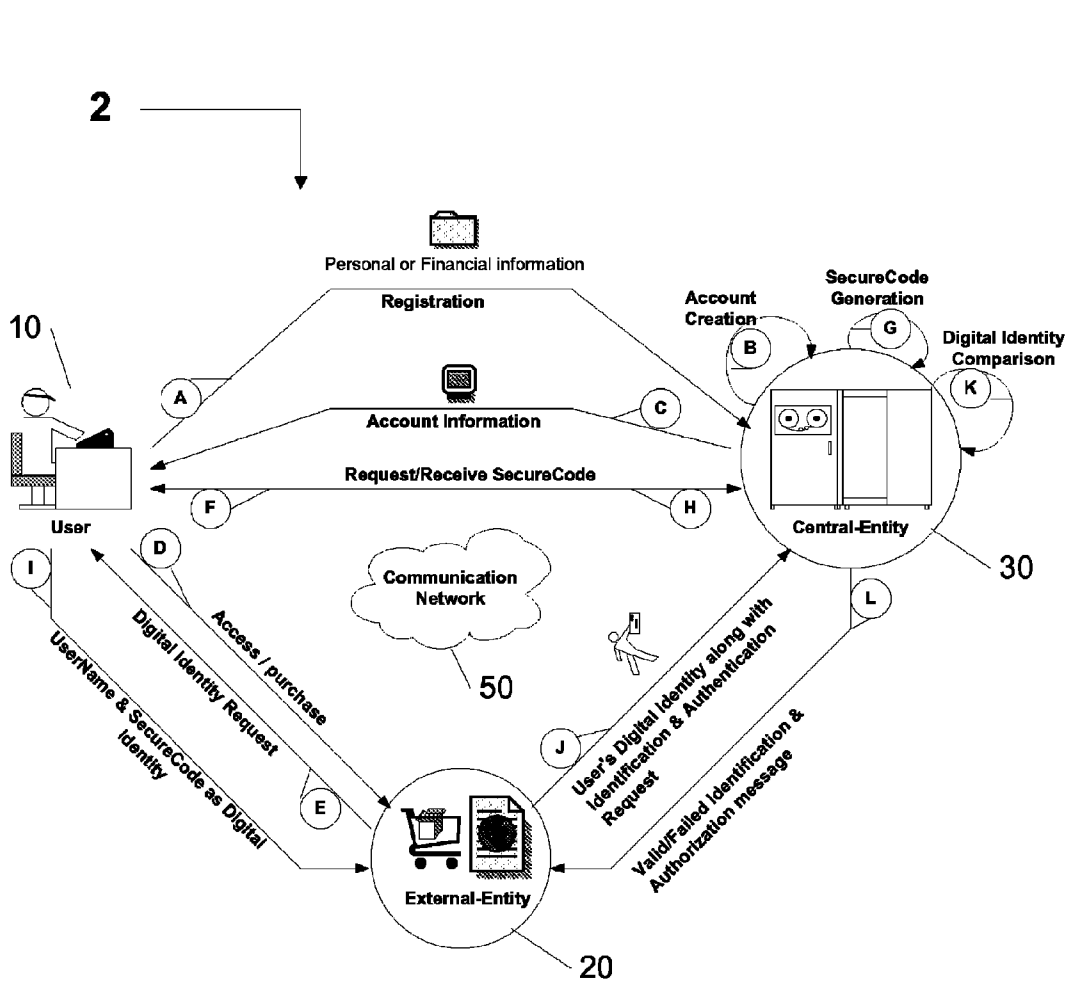 2
Personal or Financial information
Registration
SecureCode
Generation
Account
Creation
G
B
Digital Identity
Comparison
K
10
A
C
Account Information
Request/Receive SecureCode
F
H
User
Central-Entity
30
I
D
Communication
Network
50
L
Access / purchase
Digital Identity Request
UserName & SecureCode as Digital
Identity
E
J
User's Digital Identity along with
Identification & Authentication
Request
Valid/Failed Identification &
Authorization message
External-Entity
20